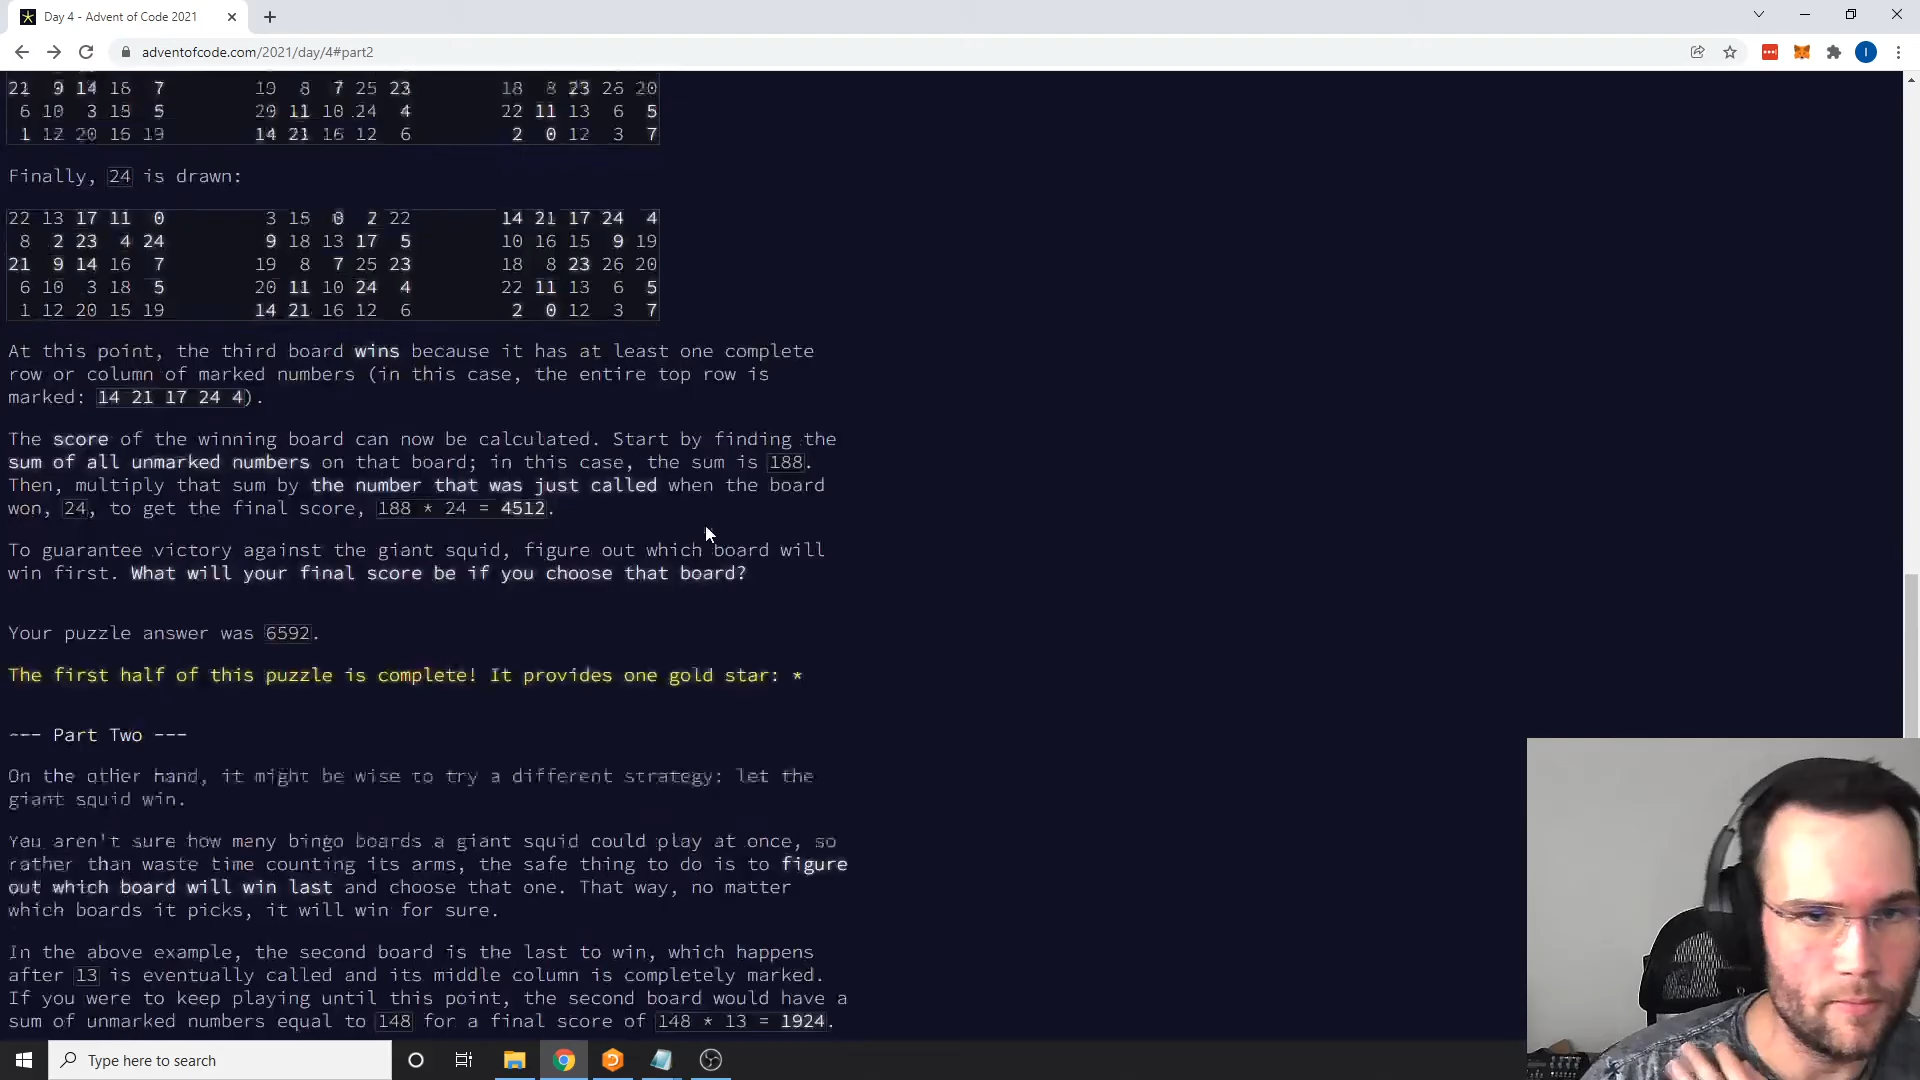 Day 4 - Advent of Code 2021
adventofcode.com/2021/day/4#part2
21 9 14 16 7 19 8 7 25 23 18 8 23 26 20
6 10 3 18 5 20 11 10 24 4 22 11 13 6 5
1 12 20 15 19 14 21 16 12 6 2 0 12 3 7
Finally, 24 is drawn:
22 13 17 11 0 3 15 0 2 22 14 21 17 24 4
8 2 23 4 24 9 18 13 17 5 10 16 15 9 19
21 9 14 16 7 19 8 7 25 23 18 8 23 26 20
6 10 3 18 5 20 11 10 24 4 22 11 13 6 5
1 12 20 15 19 14 21 16 12 6 2 0 12 3 7
At this point, the third board wins because it has at least one complete
row or column of marked numbers (in this case, the entire top row is
marked: 14 21 17 24 4).
The score of the winning board can now be calculated. Start by finding the
sum of all unmarked numbers on that board; in this case, the sum is 188.
Then, multiply that sum by the number that was just called when the board
won, 24, to get the final score, 188 * 24 = 4512.
To guarantee victory against the giant squid, figure out which board will
win first. What will your final score be if you choose that board?
Your puzzle answer was 6592.
The first half of this puzzle is complete! It provides one gold star: *
--- Part Two ---
On the other hand, it might be wise to try a different strategy: let the
giant squid win.
You aren't sure how many bingo boards a giant squid could play at once, so
rather than waste time counting its arms, the safe thing to do is to figure
out which board will win last and choose that one. That way, no matter
which boards it picks, it will win for sure.
In the above example, the second board is the last to win, which happens
after 13 is eventually called and its middle column is completely marked.
If you were to keep playing until this point, the second board would have a
sum of unmarked numbers equal to 148 for a final score of 148 * 13 = 1924.
Type here to search